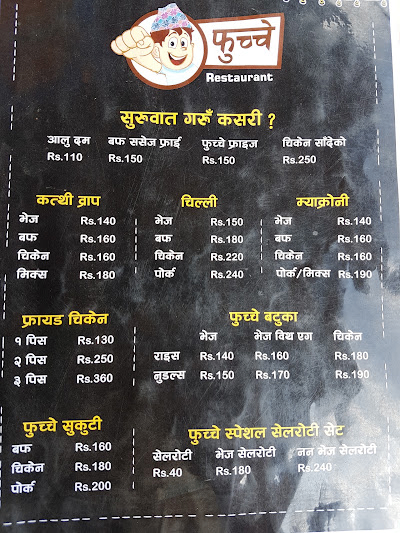 फुच्चे
Restaurant
सुरुवात गरूँ कसरी ?
आलु दम बफ ससेज फ्राई फुच्चे फ्राइज चिकेन साँदेको
Rs.110 Rs.150 Rs.150 Rs.250
कत्थी व्राप
भेज Rs.140
बफ Rs.160
चिकेन Rs.160
मिक्स Rs.180
चिल्ली
भेज Rs.150
बफ Rs.180
चिकेन Rs.220
पोर्क Rs.240
म्याक्रोनी
भेज Rs.140
बफ Rs.160
चिकेन Rs.160
पोर्क/मिक्स Rs.190
फ्रायड चिकेन
१ पिस Rs.130
२ पिस Rs.250
३ पिस Rs.360
फुच्चे बटुका
भेज भेज विथ एग चिकेन
राइस Rs.140 Rs.160 Rs.180
नुडल्स Rs.150 Rs.170 Rs.190
फुच्चे सुकुटी
बफ Rs.160
चिकेन Rs.180
पोर्क Rs.200
फुच्चे स्पेशल सेलरोटी सेट
सेलरोटी भेज सेलरोटी नन भेज सेलरोटी
Rs.40 Rs.180 Rs.240